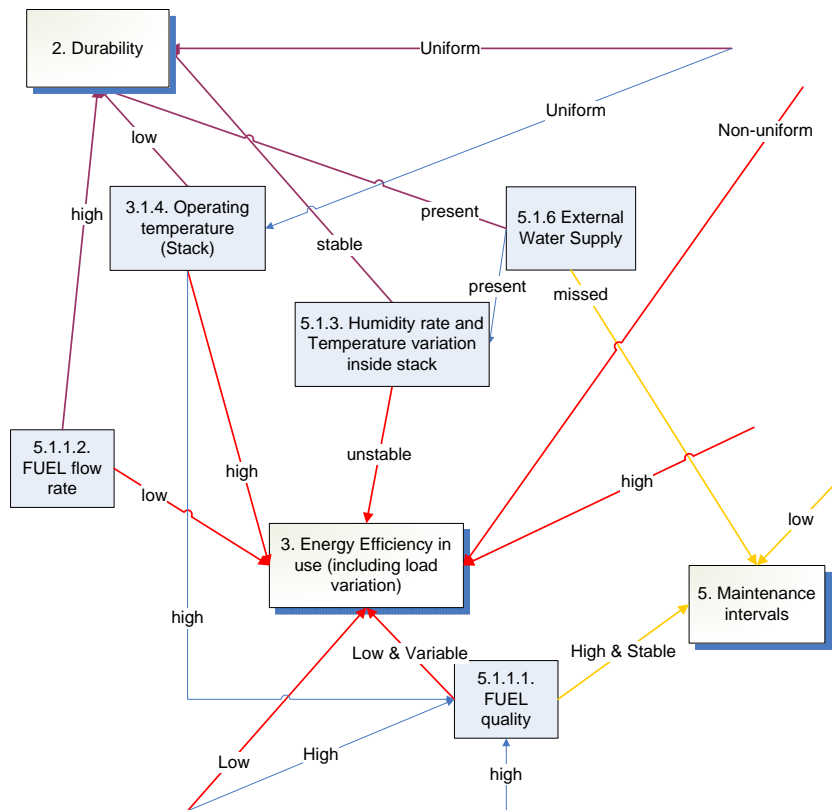 Uniform
2. Durability
Uniform
Non-uniform
low
3.1.4. Operating
temperature
(Stack)
high
present
5.1.6 External
Water Supply
stable
present
missed
5.1.3. Humidity rate and
Temperature variation
inside stack
5.1.1.2.
FUEL flow
rate
unstable
high
high
low
low
3. Energy Efficiency in
use (including load
variation)
5. Maintenance
intervals
high
Low & Variable
High & Stable
5.1.1.1.
FUEL
quality
Low
High
high